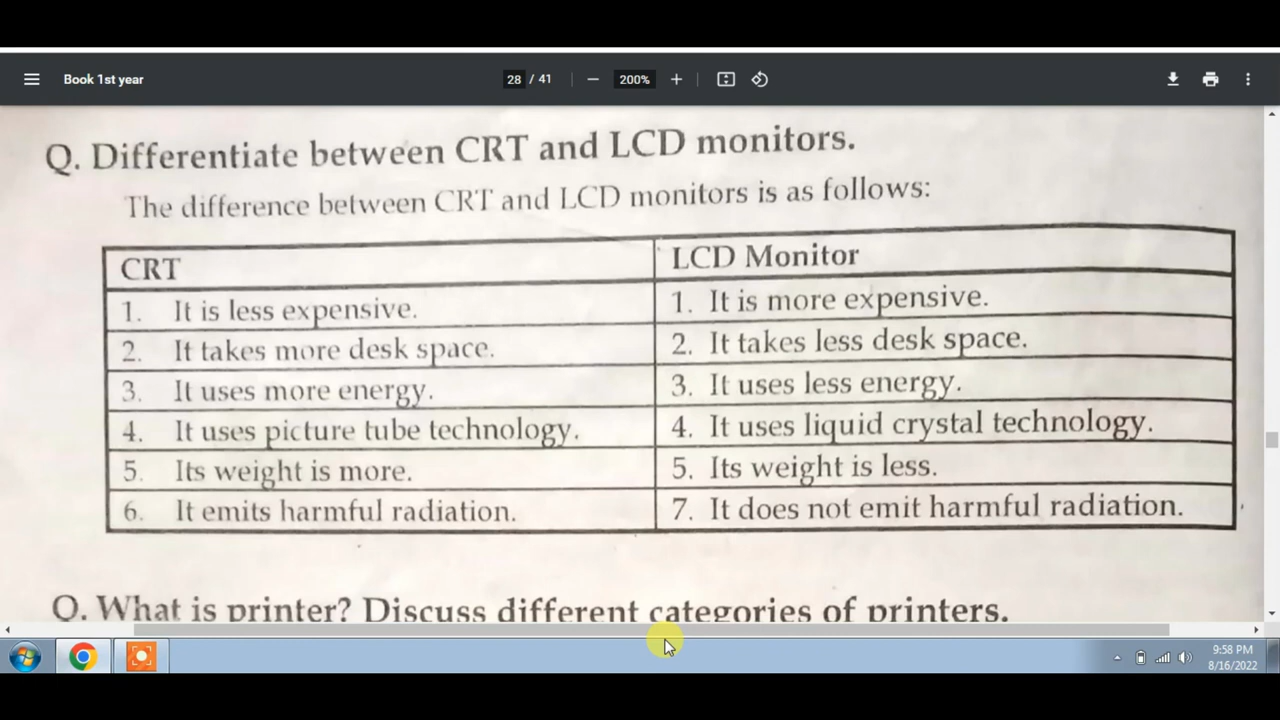 Book 1st year
28 / 41
200%
Q. Differentiate between CRT and LCD monitors.
The difference between CRT and LCD monitors is as follows:
CRT
LCD Monitor
1. It is less expensive.
1. It is more expensive.
2. It takes more desk space.
2. It takes less desk space.
3. It uses more energy.
3. It uses less energy.
4. It uses picture tube technology.
4. It uses liquid crystal technology.
5. Its weight is more.
5. Its weight is less.
6. It emits harmful radiation.
7. It does not emit harmful radiation.
Q. What is printer? Discuss different categories of printers.
9:58 PM
8/16/2022